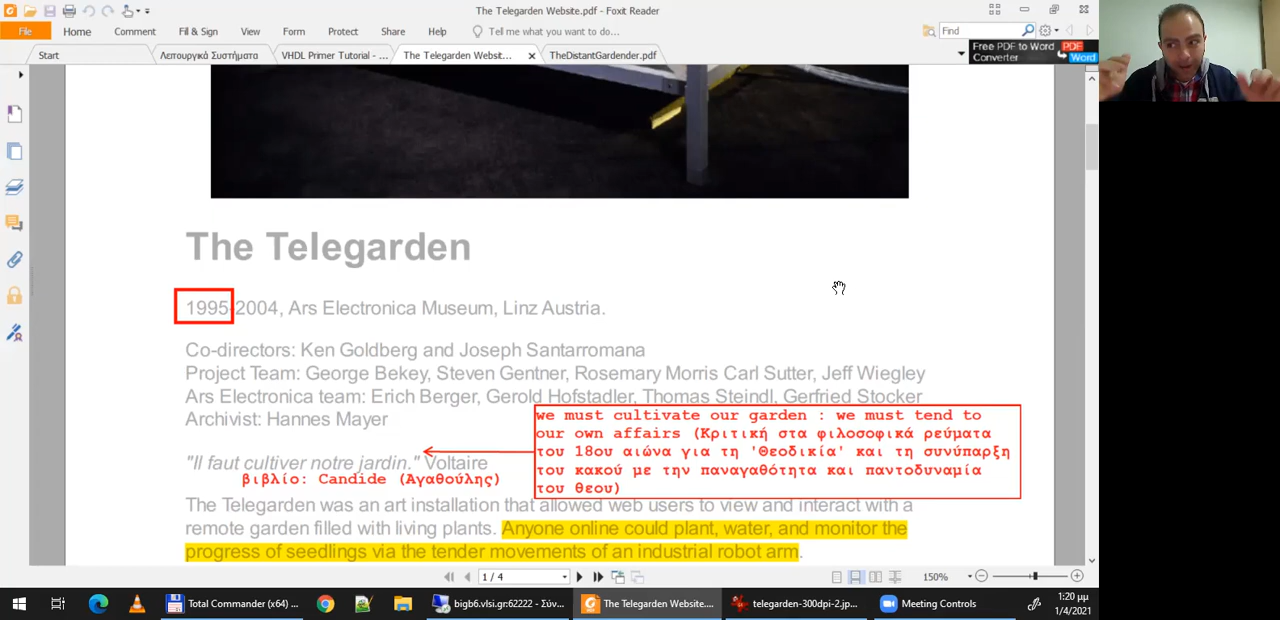 The Telegarden Website.pdf - Foxit Reader
File Home Comment Fill & Sign View Form Protect Share Help Tell me what you want to do... Find
Start Λειτουργικά Συστήματα VHDL Primer Tutorial - ... The Telegarden Websit... TheDistantGardender.pdf
Free PDF to Word Converter PDF Word
The Telegarden
1995-2004, Ars Electronica Museum, Linz Austria.
Co-directors: Ken Goldberg and Joseph Santarromana
Project Team: George Bekey, Steven Gentner, Rosemary Morris Carl Sutter, Jeff Wiegley
Ars Electronica team: Erich Berger, Gerold Hofstadler, Thomas Steindl, Gerfried Stocker
Archivist: Hannes Mayer
we must cultivate our garden : we must tend to
our own affairs (Κριτική στα φιλοσοφικά ρεύματα
του 18ου αιώνα για τη 'Θεοδικία' και τη συνύπαρξη
του κακού με την παναγαθότητα και παντοδυναμία
του θεου)
"Il faut cultiver notre jardin." Voltaire
βιβλίο: Candide (Αγαθούλης)
The Telegarden was an art installation that allowed web users to view and interact with a
remote garden filled with living plants. Anyone online could plant, water, and monitor the
progress of seedlings via the tender movements of an industrial robot arm.
1 / 4
150%
Total Commander (x64) ... bigb6.vlsi.gr:62222 - Σύν... The Telegarden Website.... telegarden-300dpi-2.jp... Meeting Controls
1:20 μμ
1/4/2021